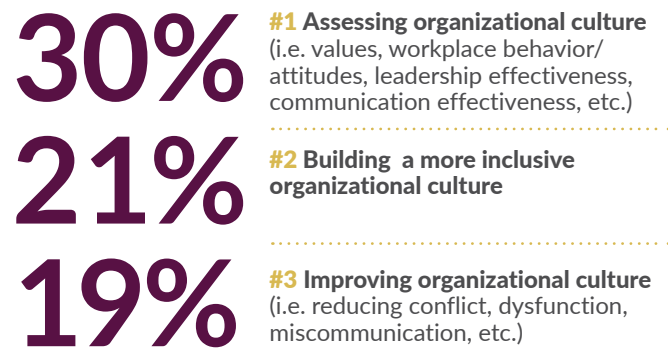 30%
#1 Assessing organizational culture
(i.e. values, workplace behavior/
attitudes, leadership effectiveness,
communication effectiveness, etc.)
21%
#2 Building  a more inclusive
organizational culture
19%
#3 Improving organizational culture
(i.e. reducing conflict, dysfunction,
miscommunication, etc.)